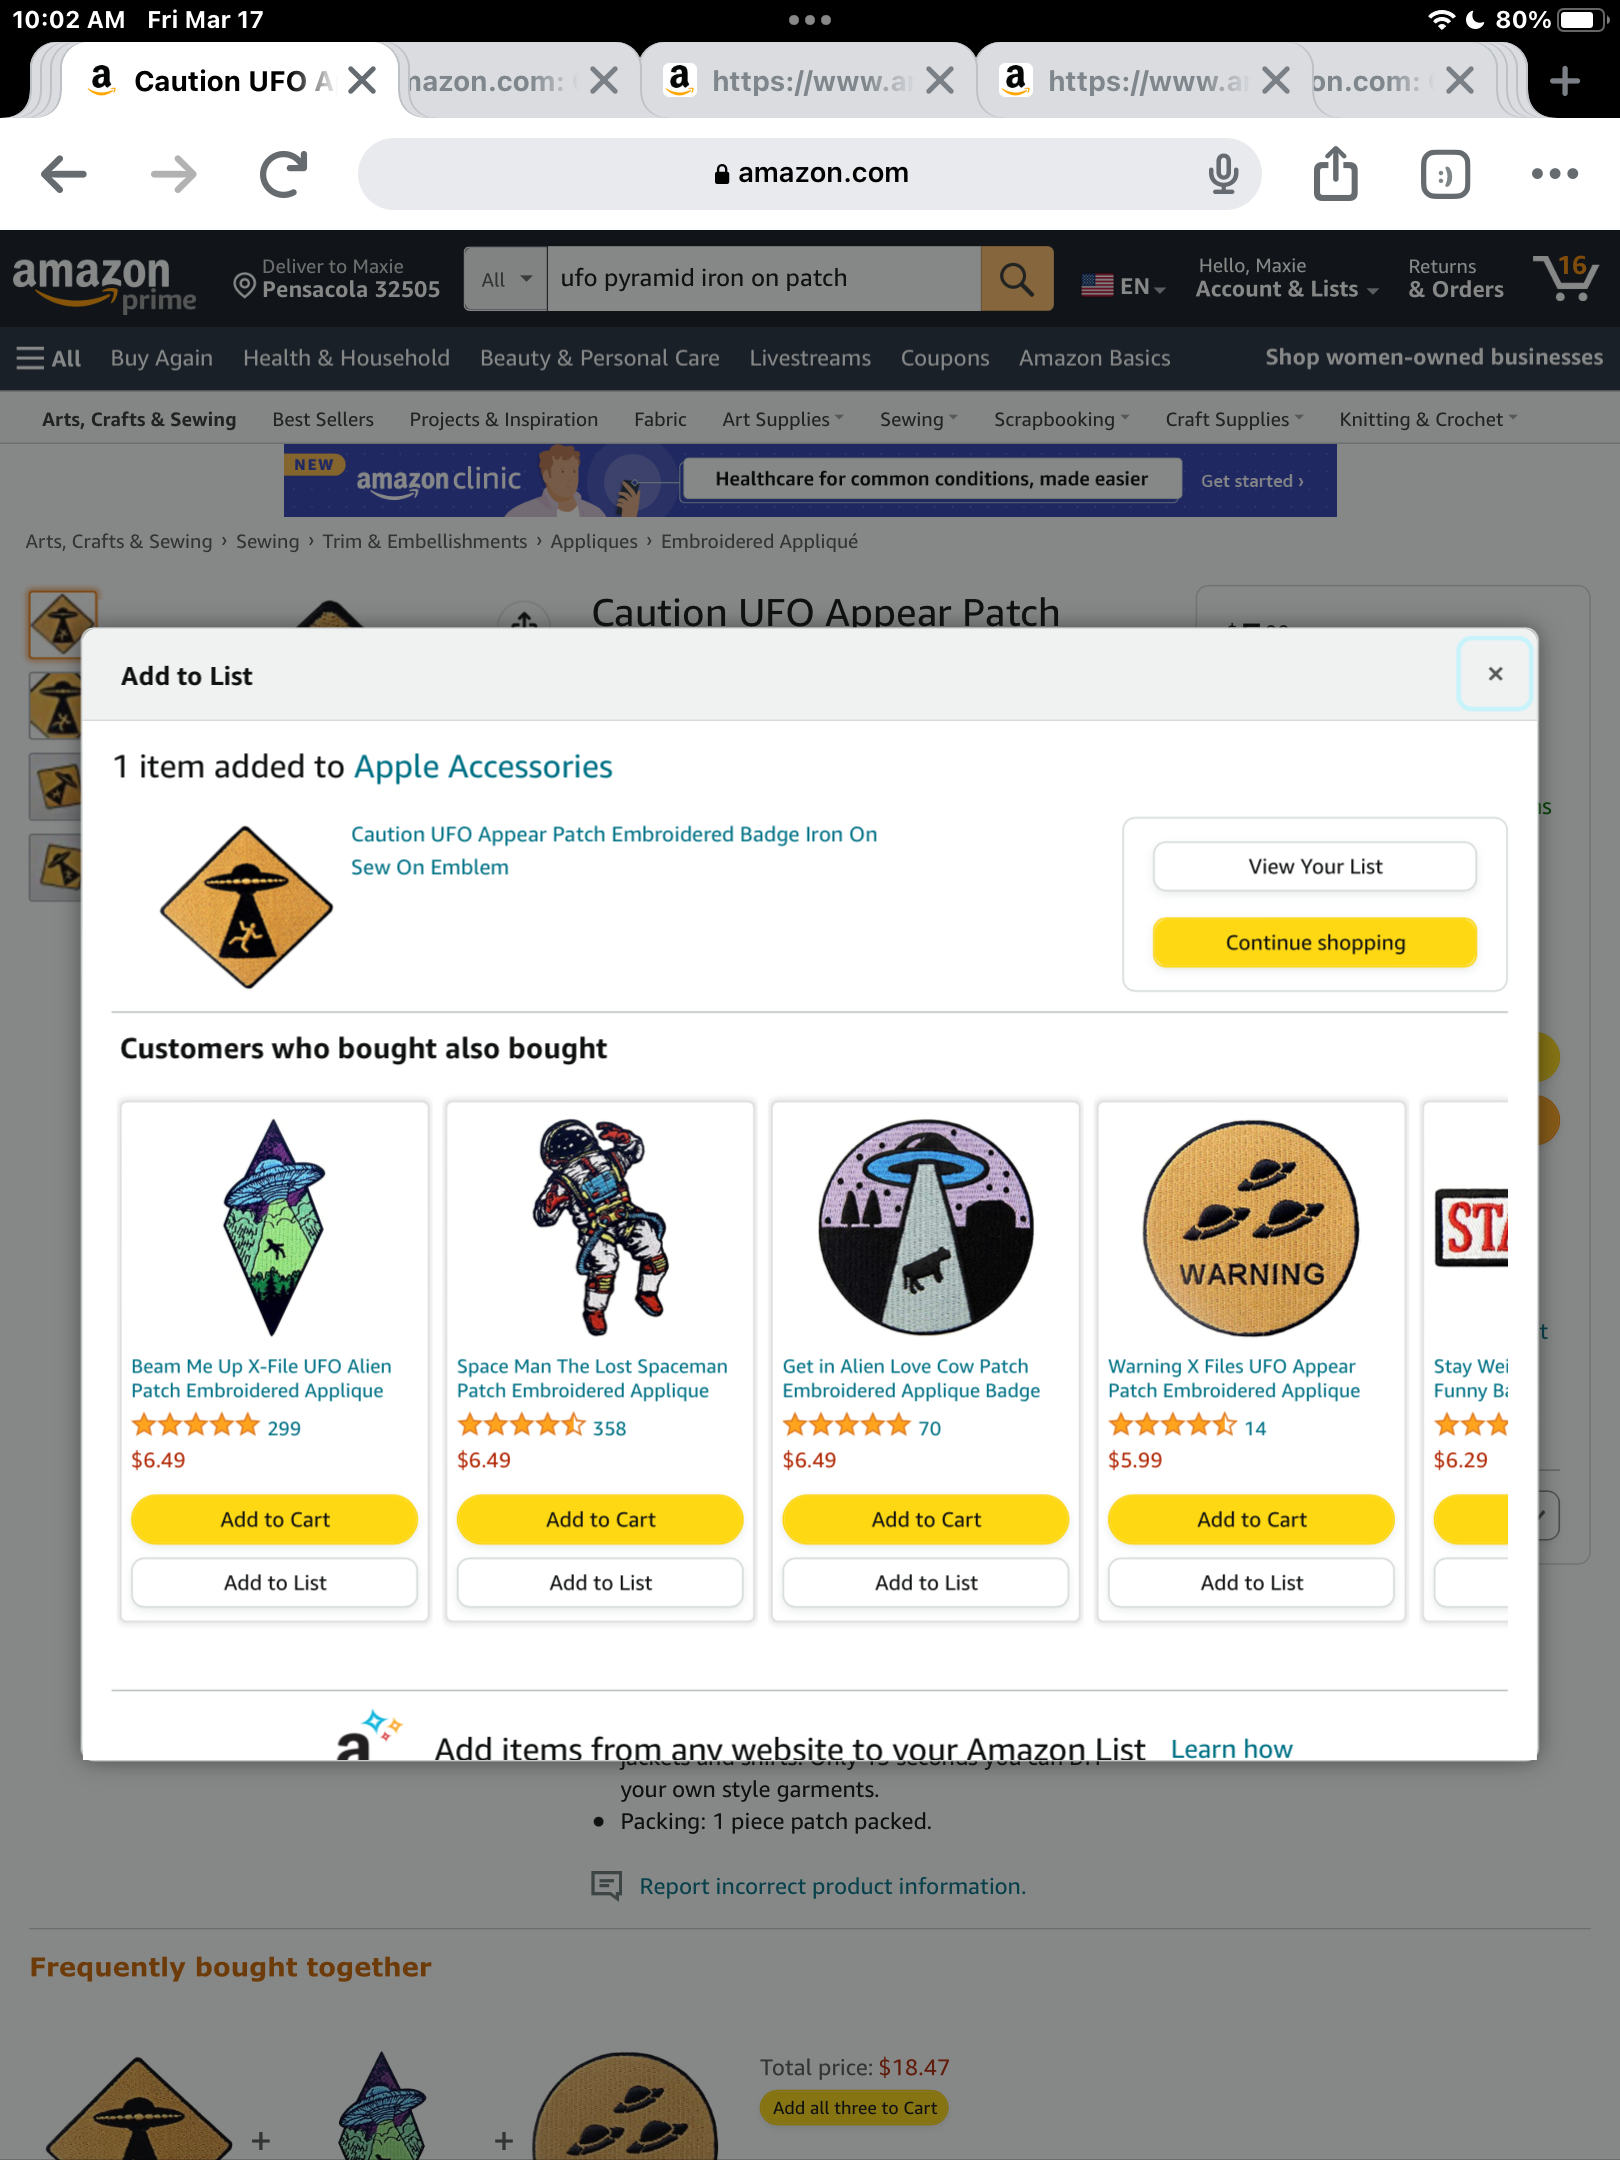 10:02 AM Fri Mar 17
80%
Caution UFO A
https://www.a
https://www.a
on.com:
amazon.com
amazon prime
Deliver to Maxie
Pensacola 32505
All
ufo pyramid iron on patch
EN
Hello, Maxie
Account & Lists
Returns
& Orders
16
All
Buy Again
Health & Household
Beauty & Personal Care
Livestreams
Coupons
Amazon Basics
Shop women-owned businesses
Arts, Crafts & Sewing
Best Sellers
Projects & Inspiration
Fabric
Art Supplies
Sewing
Scrapbooking
Craft Supplies
Knitting & Crochet
NEW
amazon clinic
Healthcare for common conditions, made easier
Get started ›
Arts, Crafts & Sewing › Sewing › Trim & Embellishments › Appliques › Embroidered Appliqué
Caution UFO Appear Patch
Add to List
1 item added to Apple Accessories
Caution UFO Appear Patch Embroidered Badge Iron On
Sew On Emblem
View Your List
Continue shopping
Customers who bought also bought
WARNING
STA
Beam Me Up X-File UFO Alien
Patch Embroidered Applique
299
$6.49
Add to Cart
Add to List
Space Man The Lost Spaceman
Patch Embroidered Applique
358
$6.49
Add to Cart
Add to List
Get in Alien Love Cow Patch
Embroidered Applique Badge
70
$6.49
Add to Cart
Add to List
Warning X Files UFO Appear
Patch Embroidered Applique
14
$5.99
Add to Cart
Add to List
Stay Wei
Funny Ba
$6.29
Add items from any website to your Amazon List Learn how
your own style garments.
• Packing: 1 piece patch packed.
Report incorrect product information.
Frequently bought together
Total price: $18.47
Add all three to Cart